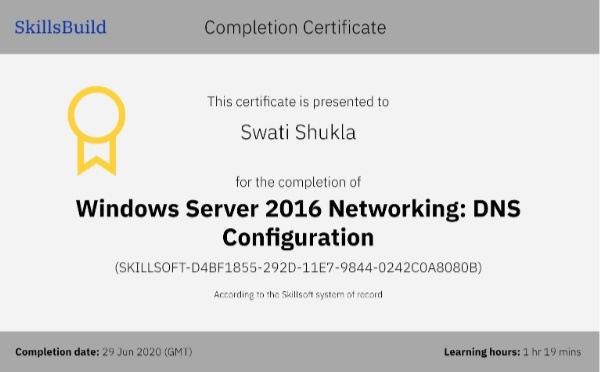 SkillsBuild
Completion Certificate
This certificate is presented to
Swati Shukla
for the completion of
Windows Server 2016 Networking: DNS
Configuration
(SKILLSOFT-D4BF1855-292D-11E7-9844-0242C0A8080B)
According to the Skillsoft system of record
Completion date: 29 Jun 2020 (GMT)
Learning hours: 1 hr 19 mins